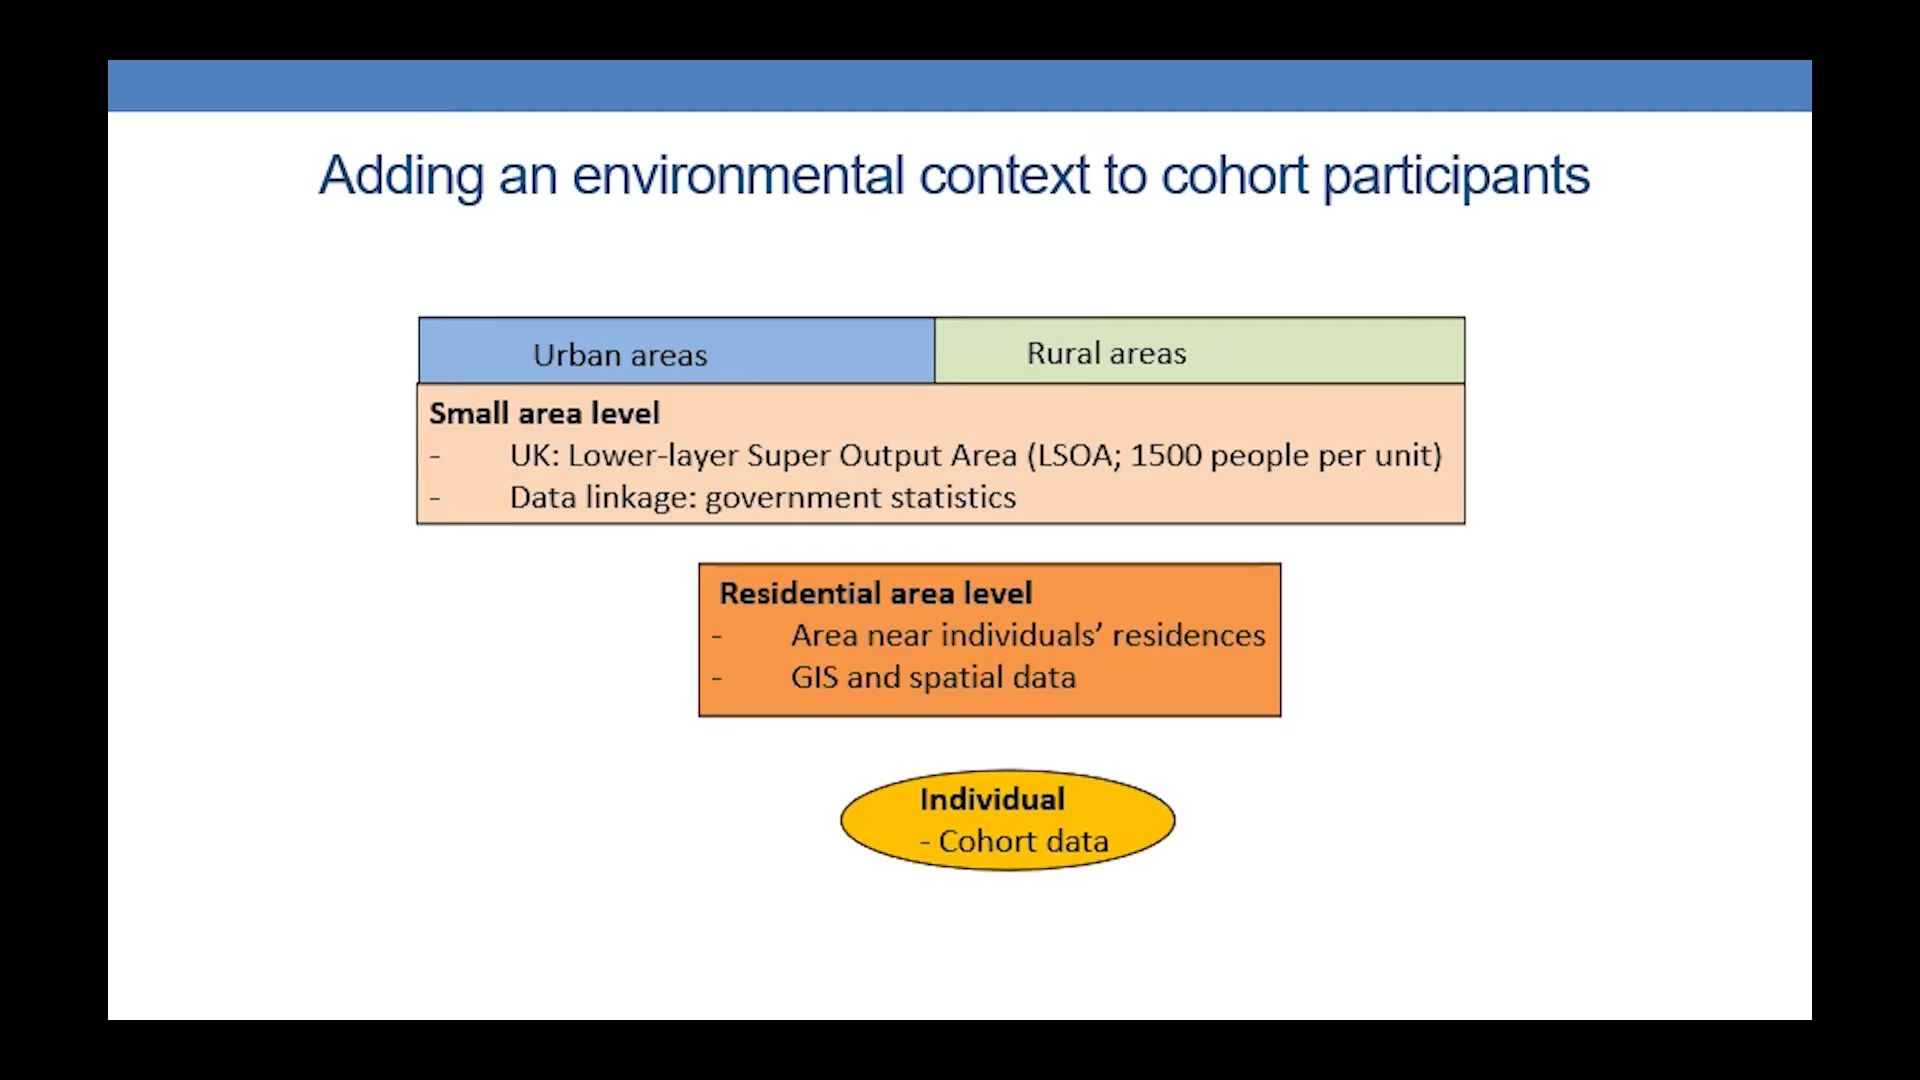 Adding an environmental context to cohort participants
Urban areas
Rural areas
Small area level
- UK: Lower-layer Super Output Area (LSOA; 1500 people per unit)
- Data linkage: government statistics
Residential area level
- Area near individuals’ residences
- GIS and spatial data
Individual
- Cohort data